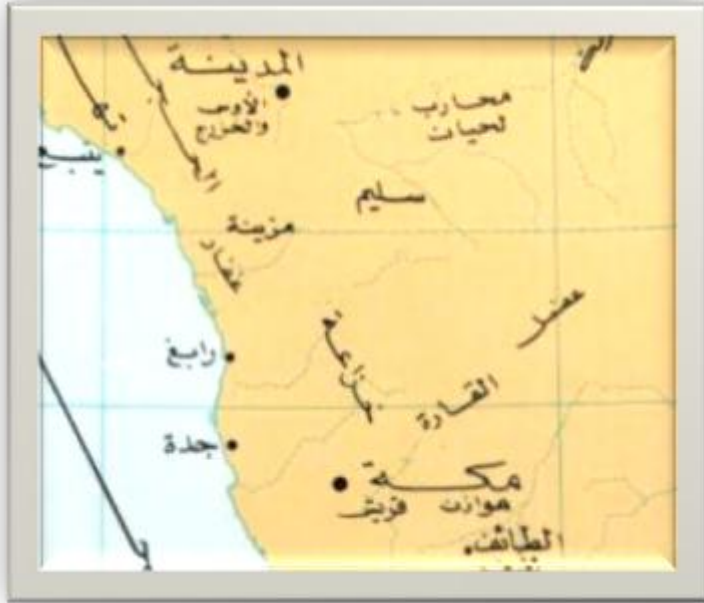 المدينة
الأوس
والخزرج
محارب
لحيان
ينبع
سليم
مزينة
غفار
رابغ
خزاعة
عضل
القارة
جدة
مكة
هوازن قريش
الطائف